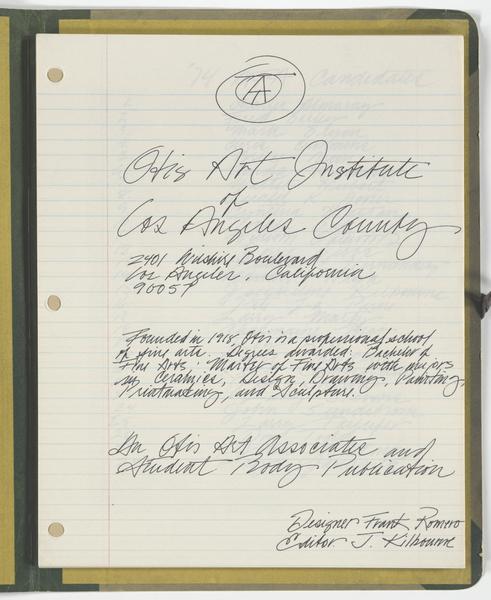 Otis Art Institute
of
Los Angeles County
2401 Wilshire Boulevard
Los Angeles, California
90057
Founded in 1918, Otis is a professional school
of fine arts. Degrees awarded: Bachelor of
Fine Arts, Master of Fine Arts with majors
in Ceramics, Design, Drawing, Painting,
Printmaking, and Sculpture.
An Otis Art Associates and
Student Body Publication
Designer Frank Romero
Editor J. Kilbourne